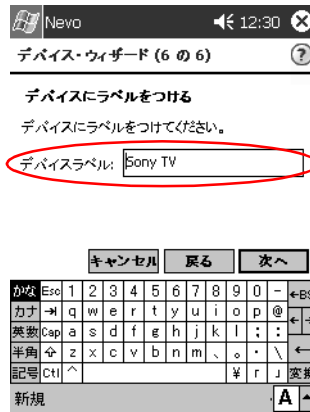 Nevo 12:30
デバイス・ウィザード (6 の 6) ?
デバイスにラベルをつける
デバイスにラベルをつけてください。
デバイスラベル: Sony TV
キャンセル 戻る 次へ
かな Esc 1 2 3 4 5 6 7 8 9 0 - ←BS
カナ →| q w e r t y u i o p @
英数 Cap a s d f g h j k l ; : ← →
半角 ⇧ z x c v b n m 、 。 ・ \ ←
記号 Ctl ^ ¥ 「 」 変換
新規 A